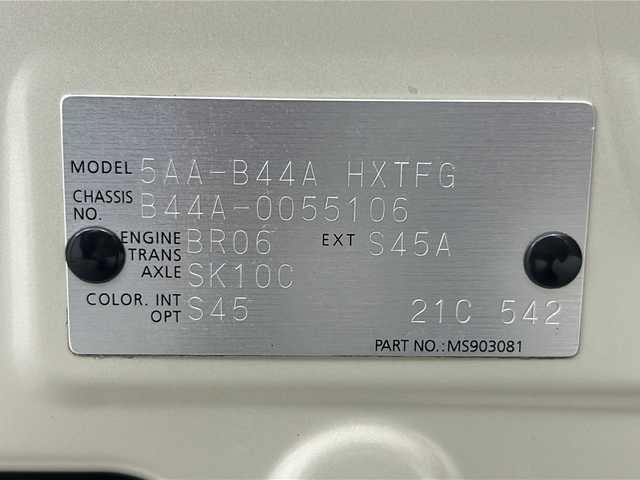 MODEL 5AA-B44A HXTFG
CHASSIS NO. B44A-0055106
ENGINE BR06 EXT S45A
TRANS AXLE SK10C
COLOR. INT
OPT S45 21C 542
PART NO.:MS903081